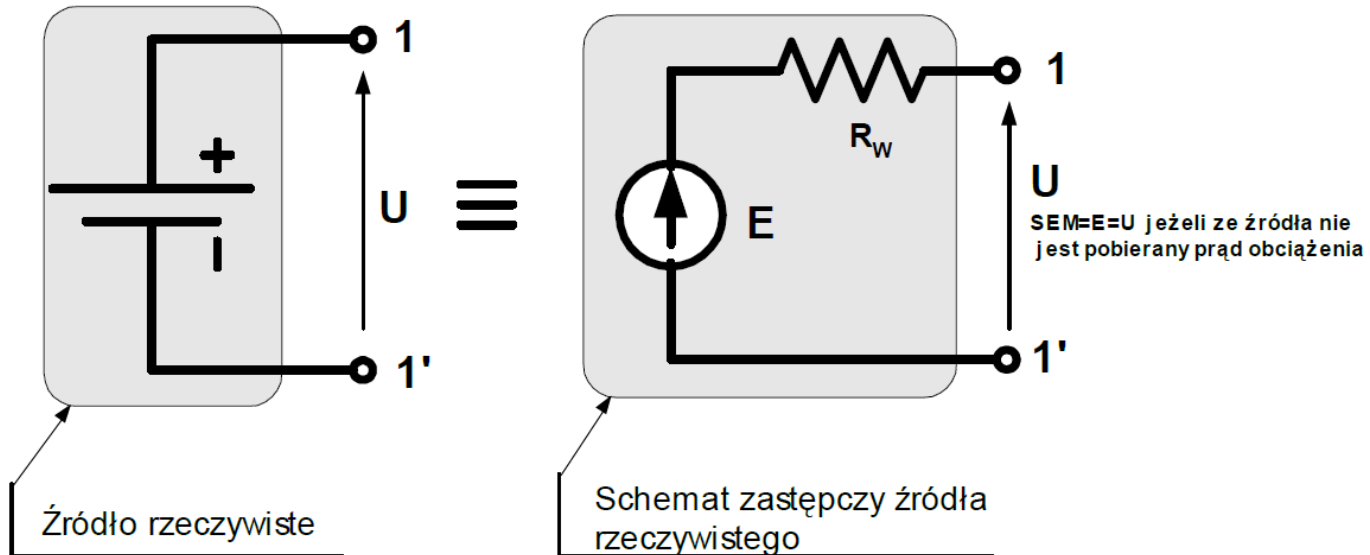 1
+
U
–
1'
Źródło rzeczywiste
≡
1
R_W
E
U
SEM=E=U jeżeli ze źródła nie
jest pobierany prąd obciążenia
1'
Schemat zastępczy źródła
rzeczywistego